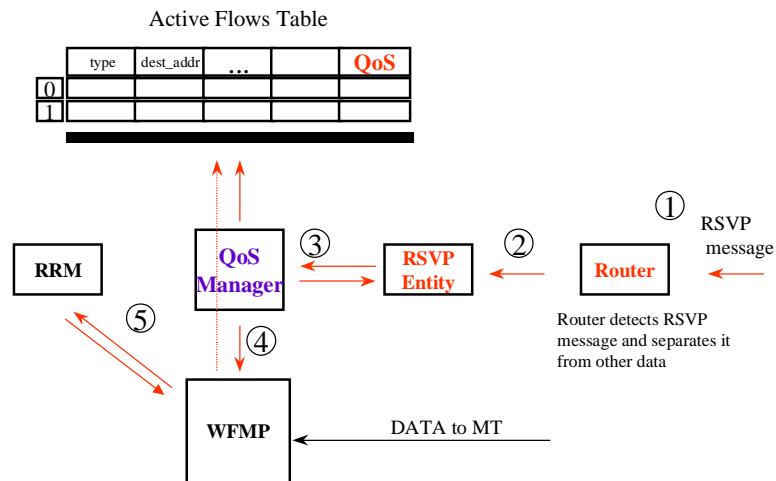 Active Flows Table
type dest_addr ... QoS
0
1
1
RSVP
message
3
2
RRM
QoS
Manager
RSVP
Entity
Router
5
4
Router detects RSVP
message and separates it
from other data
WFMP
DATA to MT